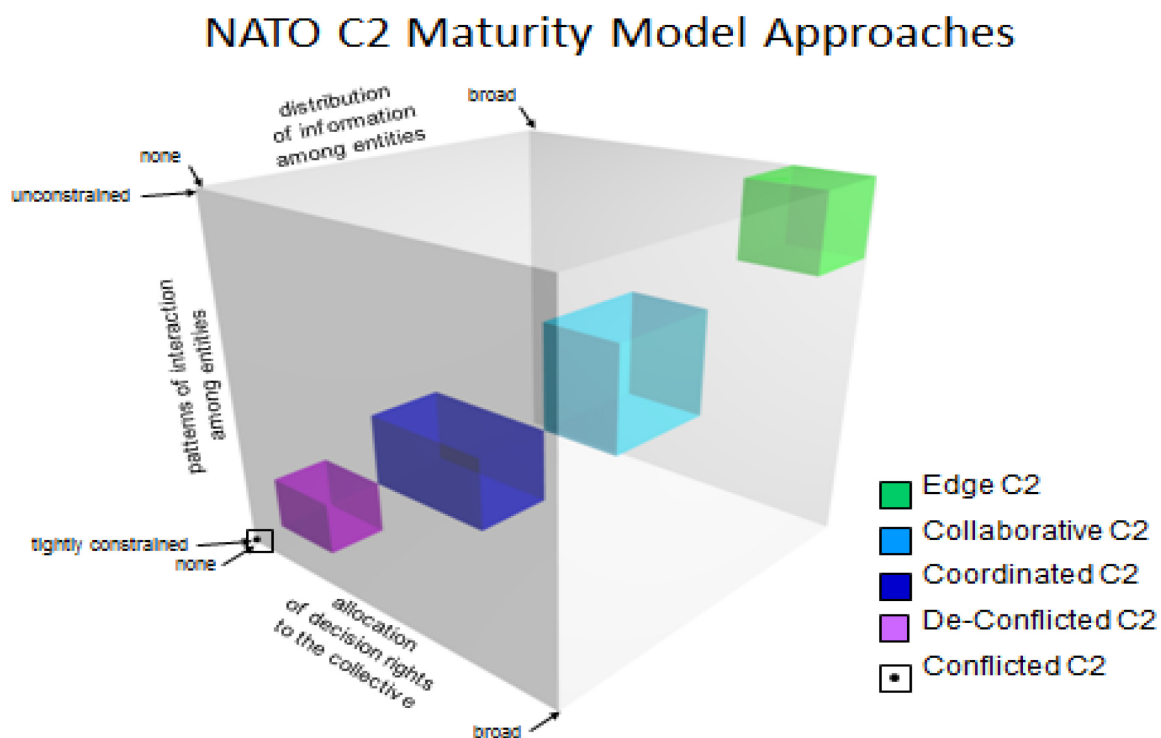 NATO C2 Maturity Model Approaches
distribution
of information
among entities
broad
none
unconstrained
patterns of interaction
among entities
tightly constrained
none
allocation
of decision rights
to the collective
broad
Edge C2
Collaborative C2
Coordinated C2
De-Conflicted C2
Conflicted C2